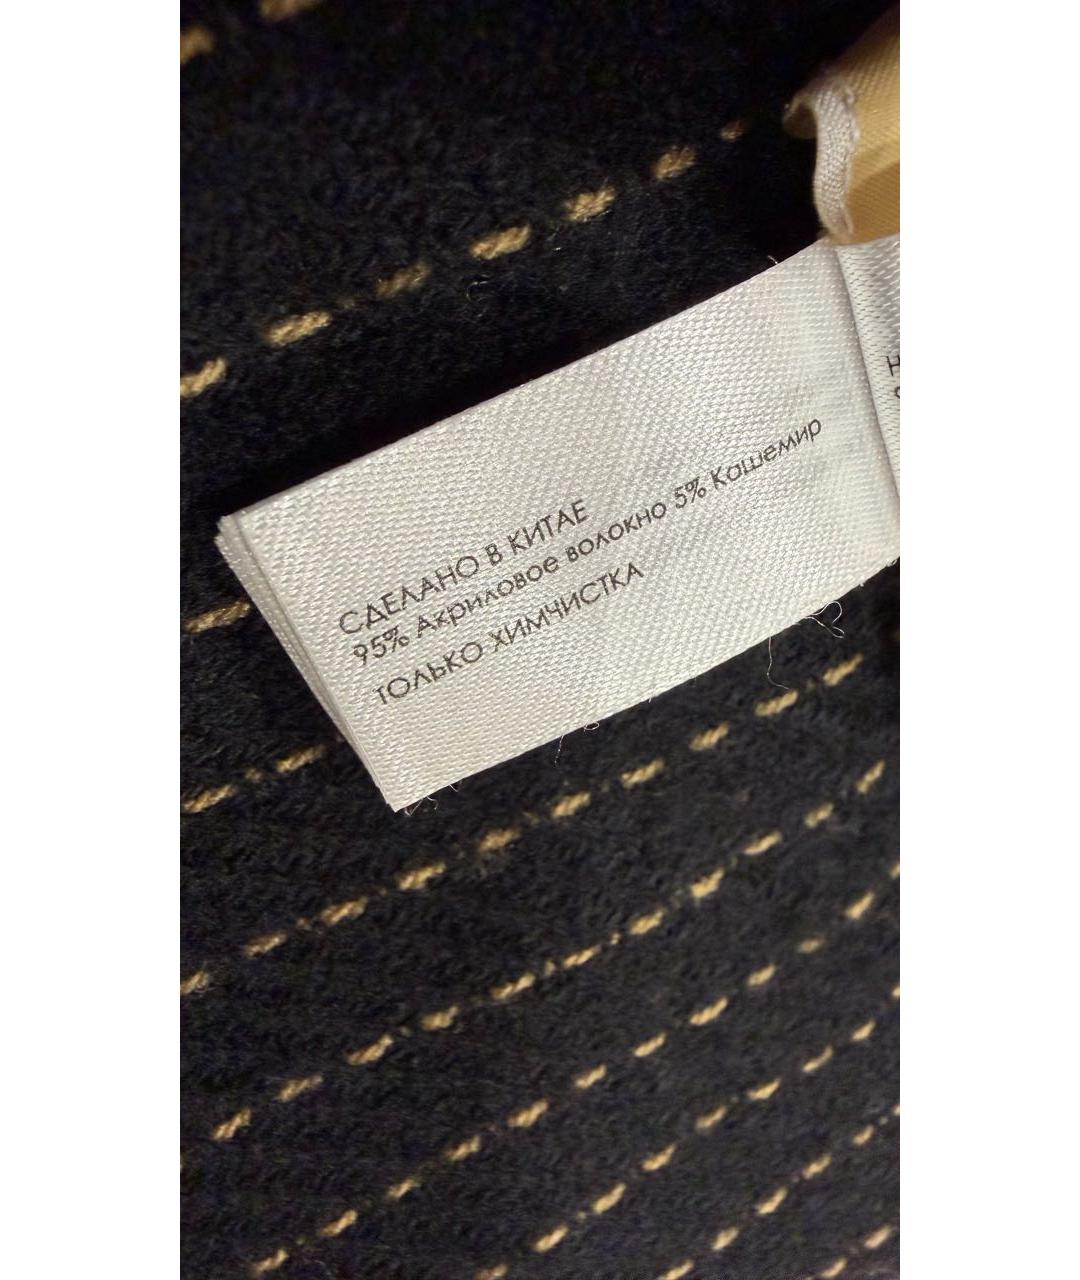 СДЕЛАНО В КИТАЕ
95% Акриловое волокно 5% Кашемир
ТОЛЬКО ХИМЧИСТКА